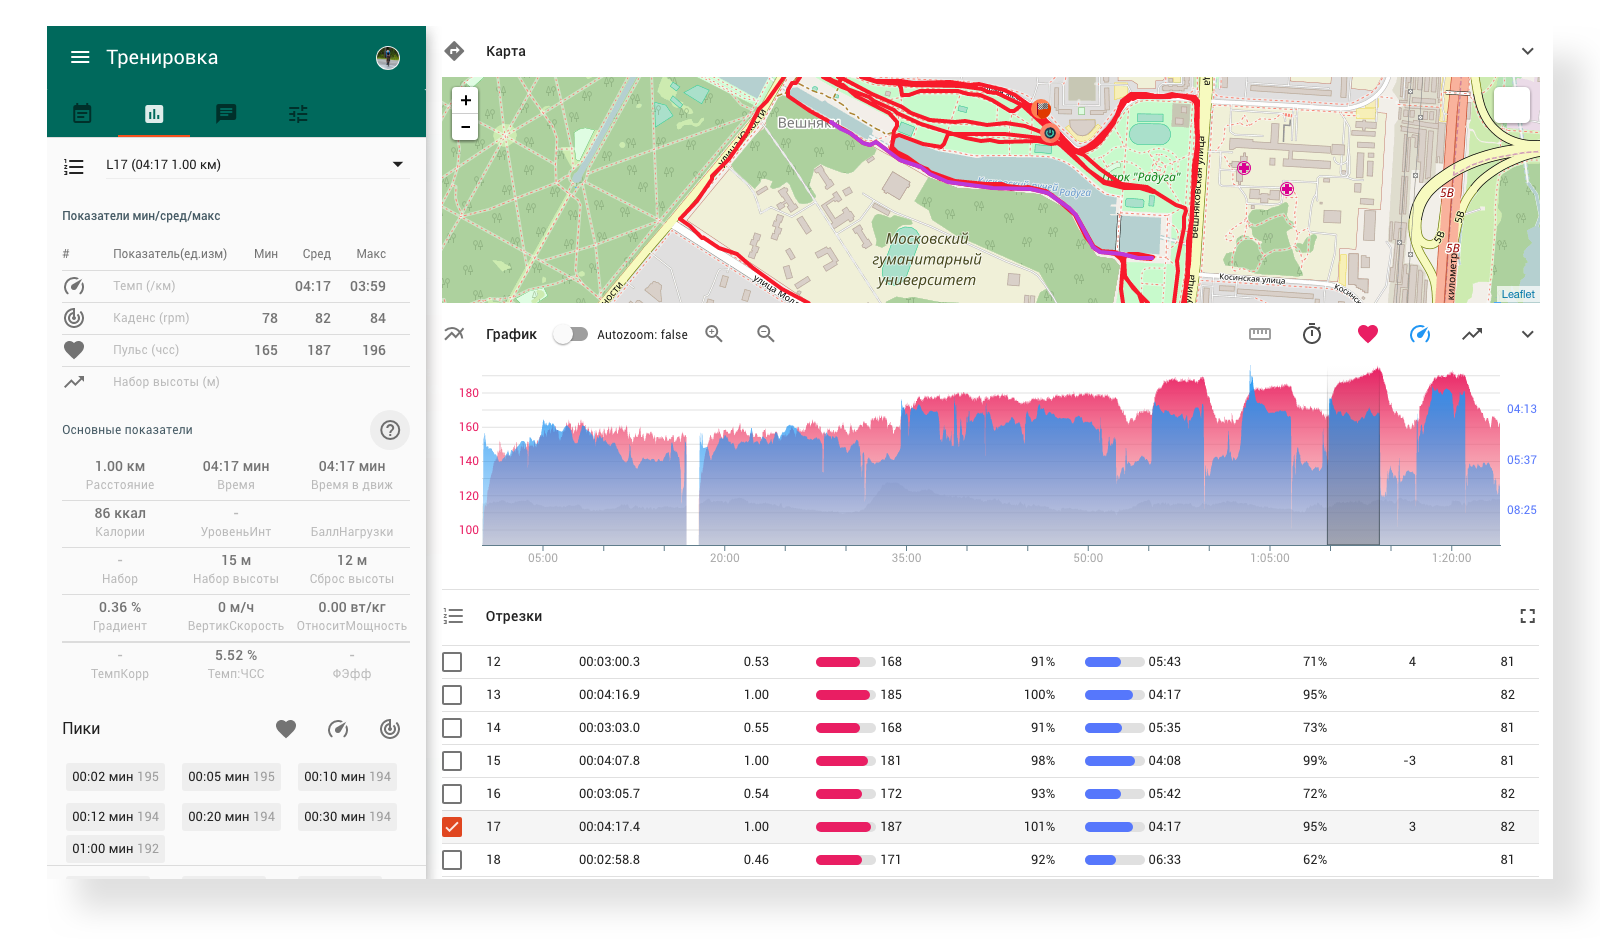 Тренировка
L17 (04:17 1.00 км)
Показатели мин/сред/макс
# Показатель(ед.изм) Мин Сред Макс
Темп (/км) 04:17 03:59
Каденс (rpm) 78 82 84
Пульс (чсс) 165 187 196
Набор высоты (м)
Основные показатели
1.00 км 04:17 мин 04:17 мин
Расстояние Время Время в движ
86 ккал -
Калории УровеньИнт БаллНагрузки
- 15 м 12 м
Набор Набор высоты Сброс высоты
0.36 % 0 м/ч 0.00 вт/кг
Градиент ВертикСкорость ОтноситМощность
- 5.52 % -
ТемпКорр Темп:ЧСС ФЭфф
Пики
00:02 мин 195 00:05 мин 195 00:10 мин 194
00:12 мин 194 00:20 мин 194 00:30 мин 194
01:00 мин 192
Карта
+
−
Вешняки
Парк "Радуга"
Московский
гуманитарный
университет
Вешняковская улица
улица
Косинская улица
5В
5В
5В
5В
Leaflet
График Autozoom: false
180
160
140
120
100
04:13
05:37
08:25
05:00 20:00 35:00 50:00 1:05:00 1:20:00
Отрезки
12 00:03:00.3 0.53 168 91% 05:43 71% 4 81
13 00:04:16.9 1.00 185 100% 04:17 95% 82
14 00:03:03.0 0.55 168 91% 05:35 73% 81
15 00:04:07.8 1.00 181 98% 04:08 99% -3 81
16 00:03:05.7 0.54 172 93% 05:42 72% 82
17 00:04:17.4 1.00 187 101% 04:17 95% 3 82
18 00:02:58.8 0.46 171 92% 06:33 62% 81